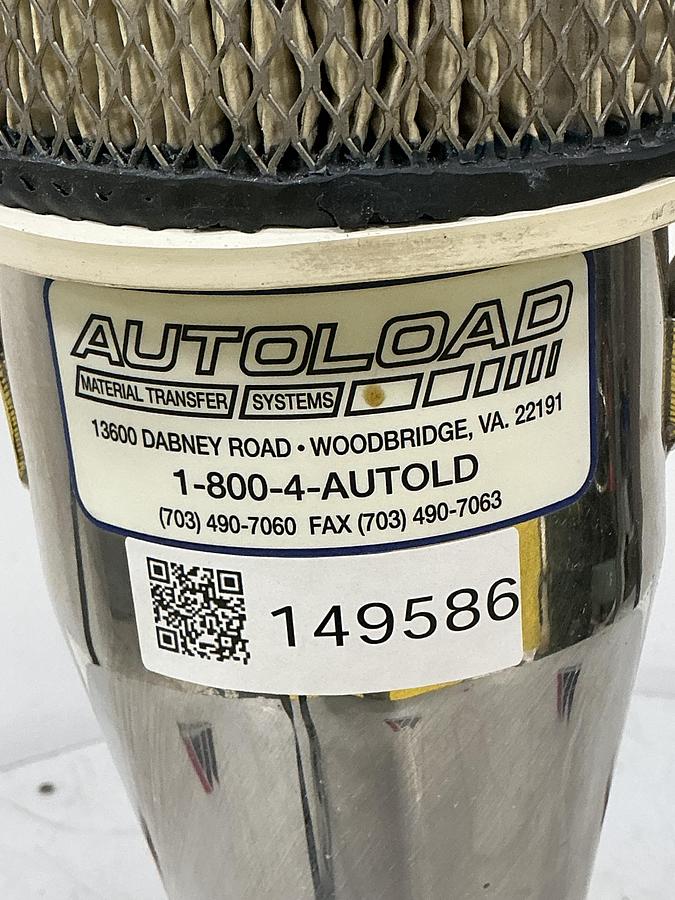 AUTOLOAD
MATERIAL TRANSFER SYSTEMS
13600 DABNEY ROAD • WOODBRIDGE, VA. 22191
1-800-4-AUTOLD
(703) 490-7060 FAX (703) 490-7063
149586